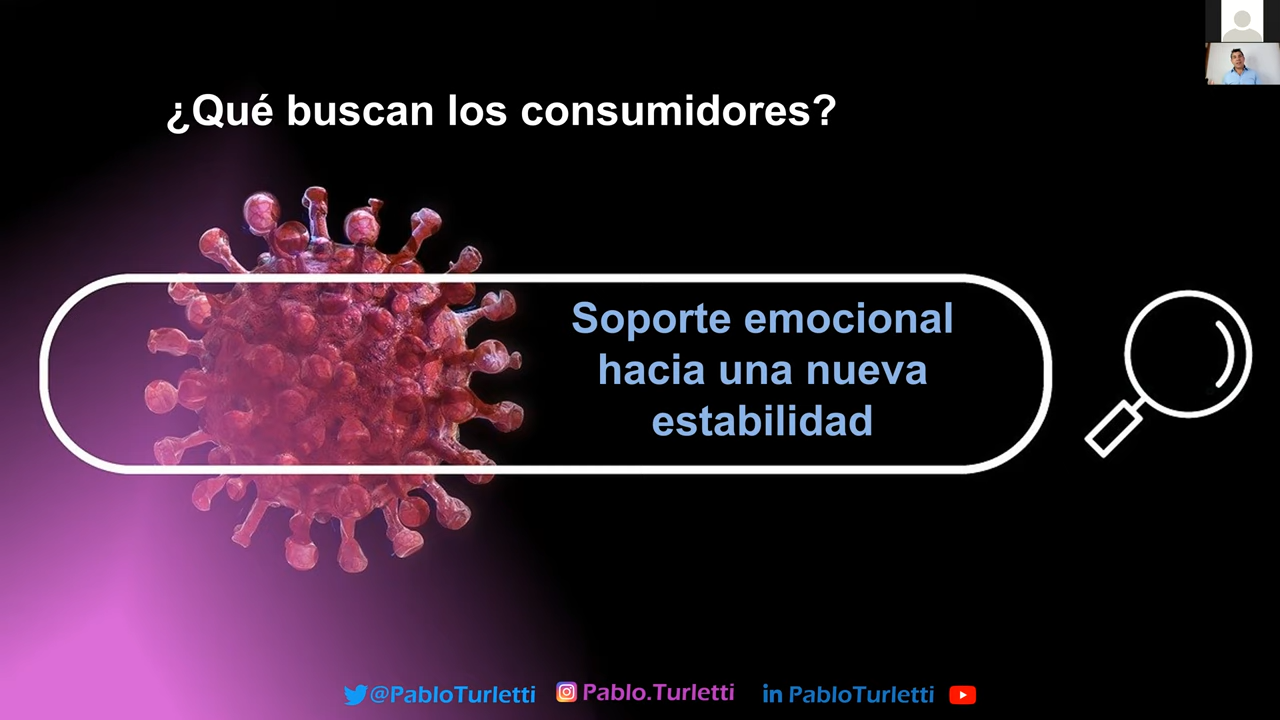 ¿Qué buscan los consumidores?
Soporte emocional
hacia una nueva
estabilidad
@PabloTurletti Pablo.Turletti in PabloTurletti